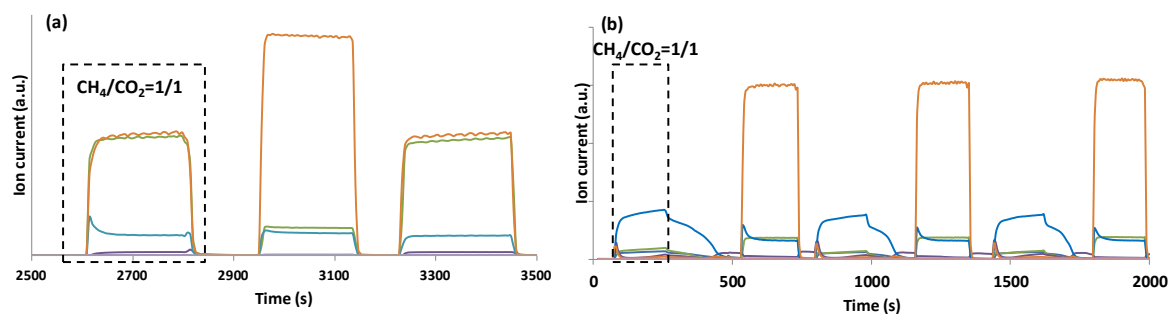 (a)
CH₄/CO₂=1/1
Ion current (a.u.)
2500 2700 2900 3100 3300 3500
Time (s)
(b)
CH₄/CO₂=1/1
Ion current (a.u.)
0 500 1000 1500 2000
Time (s)